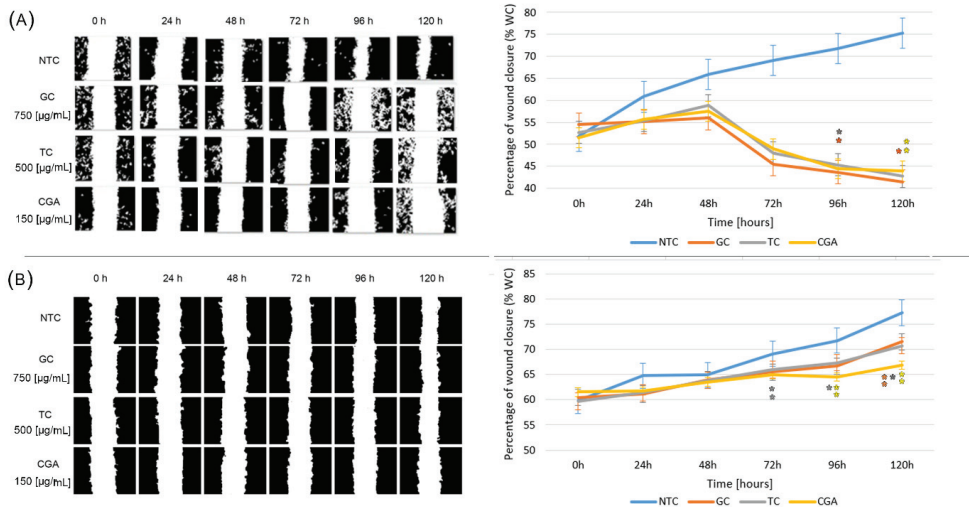 (A)
0 h 24 h 48 h 72 h 96 h 120 h
NTC
GC
750 [µg/mL]
TC
500 [µg/mL]
CGA
150 [µg/mL]
Percentage of wound closure (% WC)
80
75
70
65
60
55
50
45
40
0h 24h 48h 72h 96h 120h
Time [hours]
NTC GC TC CGA
(B)
0 h 24 h 48 h 72 h 96 h 120 h
NTC
GC
750 [µg/mL]
TC
500 [µg/mL]
CGA
150 [µg/mL]
Percentage of wound closure (% WC)
85
80
75
70
65
60
55
50
0h 24h 48h 72h 96h 120h
Time [hours]
NTC GC TC CGA